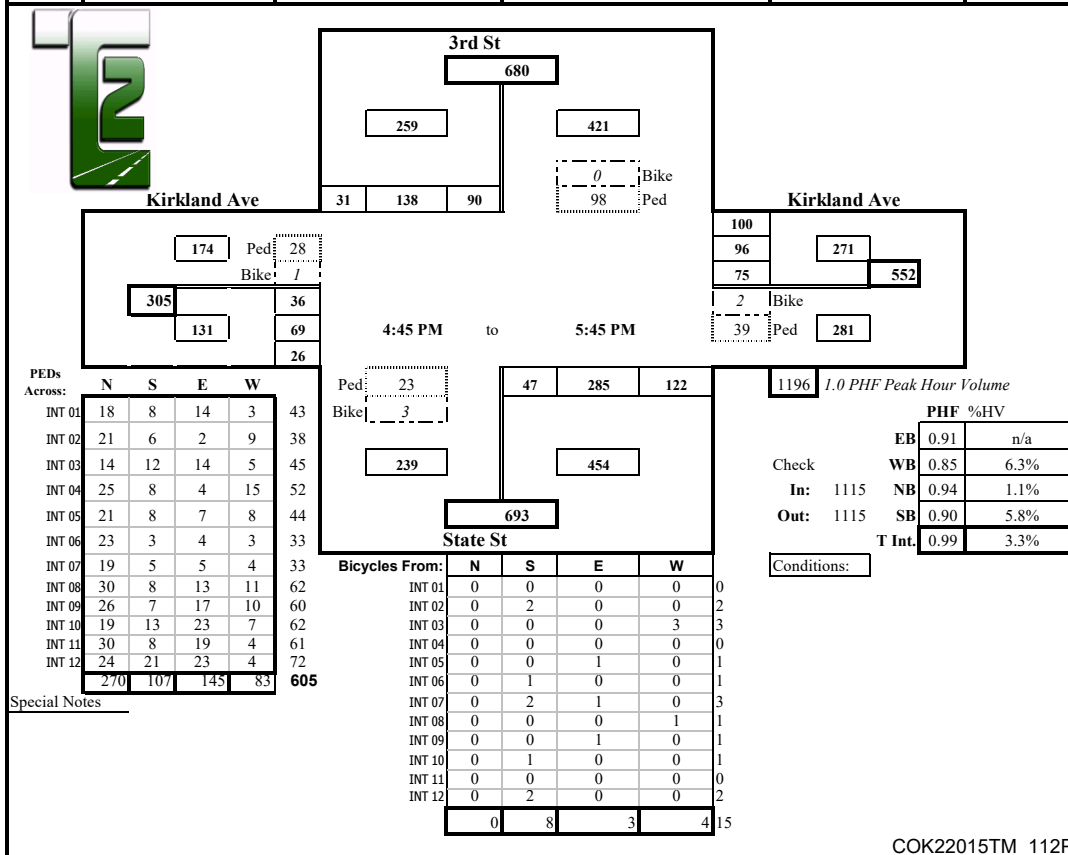 T2
3rd St
680
259 421
0 Bike
98 Ped
Kirkland Ave 31 138 90 Kirkland Ave
100
174 Ped 28 96 271
Bike 1 75 552
305 36 2 Bike
131 69 4:45 PM to 5:45 PM 39 Ped 281
26
PEDs Across: N S E W Ped 23 47 285 122 1196 1.0 PHF Peak Hour Volume
INT 01 18 8 14 3 43 Bike 3 PHF %HV
INT 02 21 6 2 9 38 EB 0.91 n/a
INT 03 14 12 14 5 45 239 454 Check WB 0.85 6.3%
INT 04 25 8 4 15 52 In: 1115 NB 0.94 1.1%
INT 05 21 8 7 8 44 693 Out: 1115 SB 0.90 5.8%
INT 06 23 3 4 3 33 State St T Int. 0.99 3.3%
INT 07 19 5 5 4 33 Bicycles From: N S E W Conditions:
INT 08 30 8 13 11 62 INT 01 0 0 0 0 0
INT 09 26 7 17 10 60 INT 02 0 2 0 0 2
INT 10 19 13 23 7 62 INT 03 0 0 0 3 3
INT 11 30 8 19 4 61 INT 04 0 0 0 0 0
INT 12 24 21 23 4 72 INT 05 0 0 1 0 1
270 107 145 83 605 INT 06 0 1 0 0 1
Special Notes INT 07 0 2 1 0 3
INT 08 0 0 0 1 1
INT 09 0 0 1 0 1
INT 10 0 1 0 0 1
INT 11 0 0 0 0 0
INT 12 0 2 0 0 2
0 8 3 4 15
COK22015TM_112P